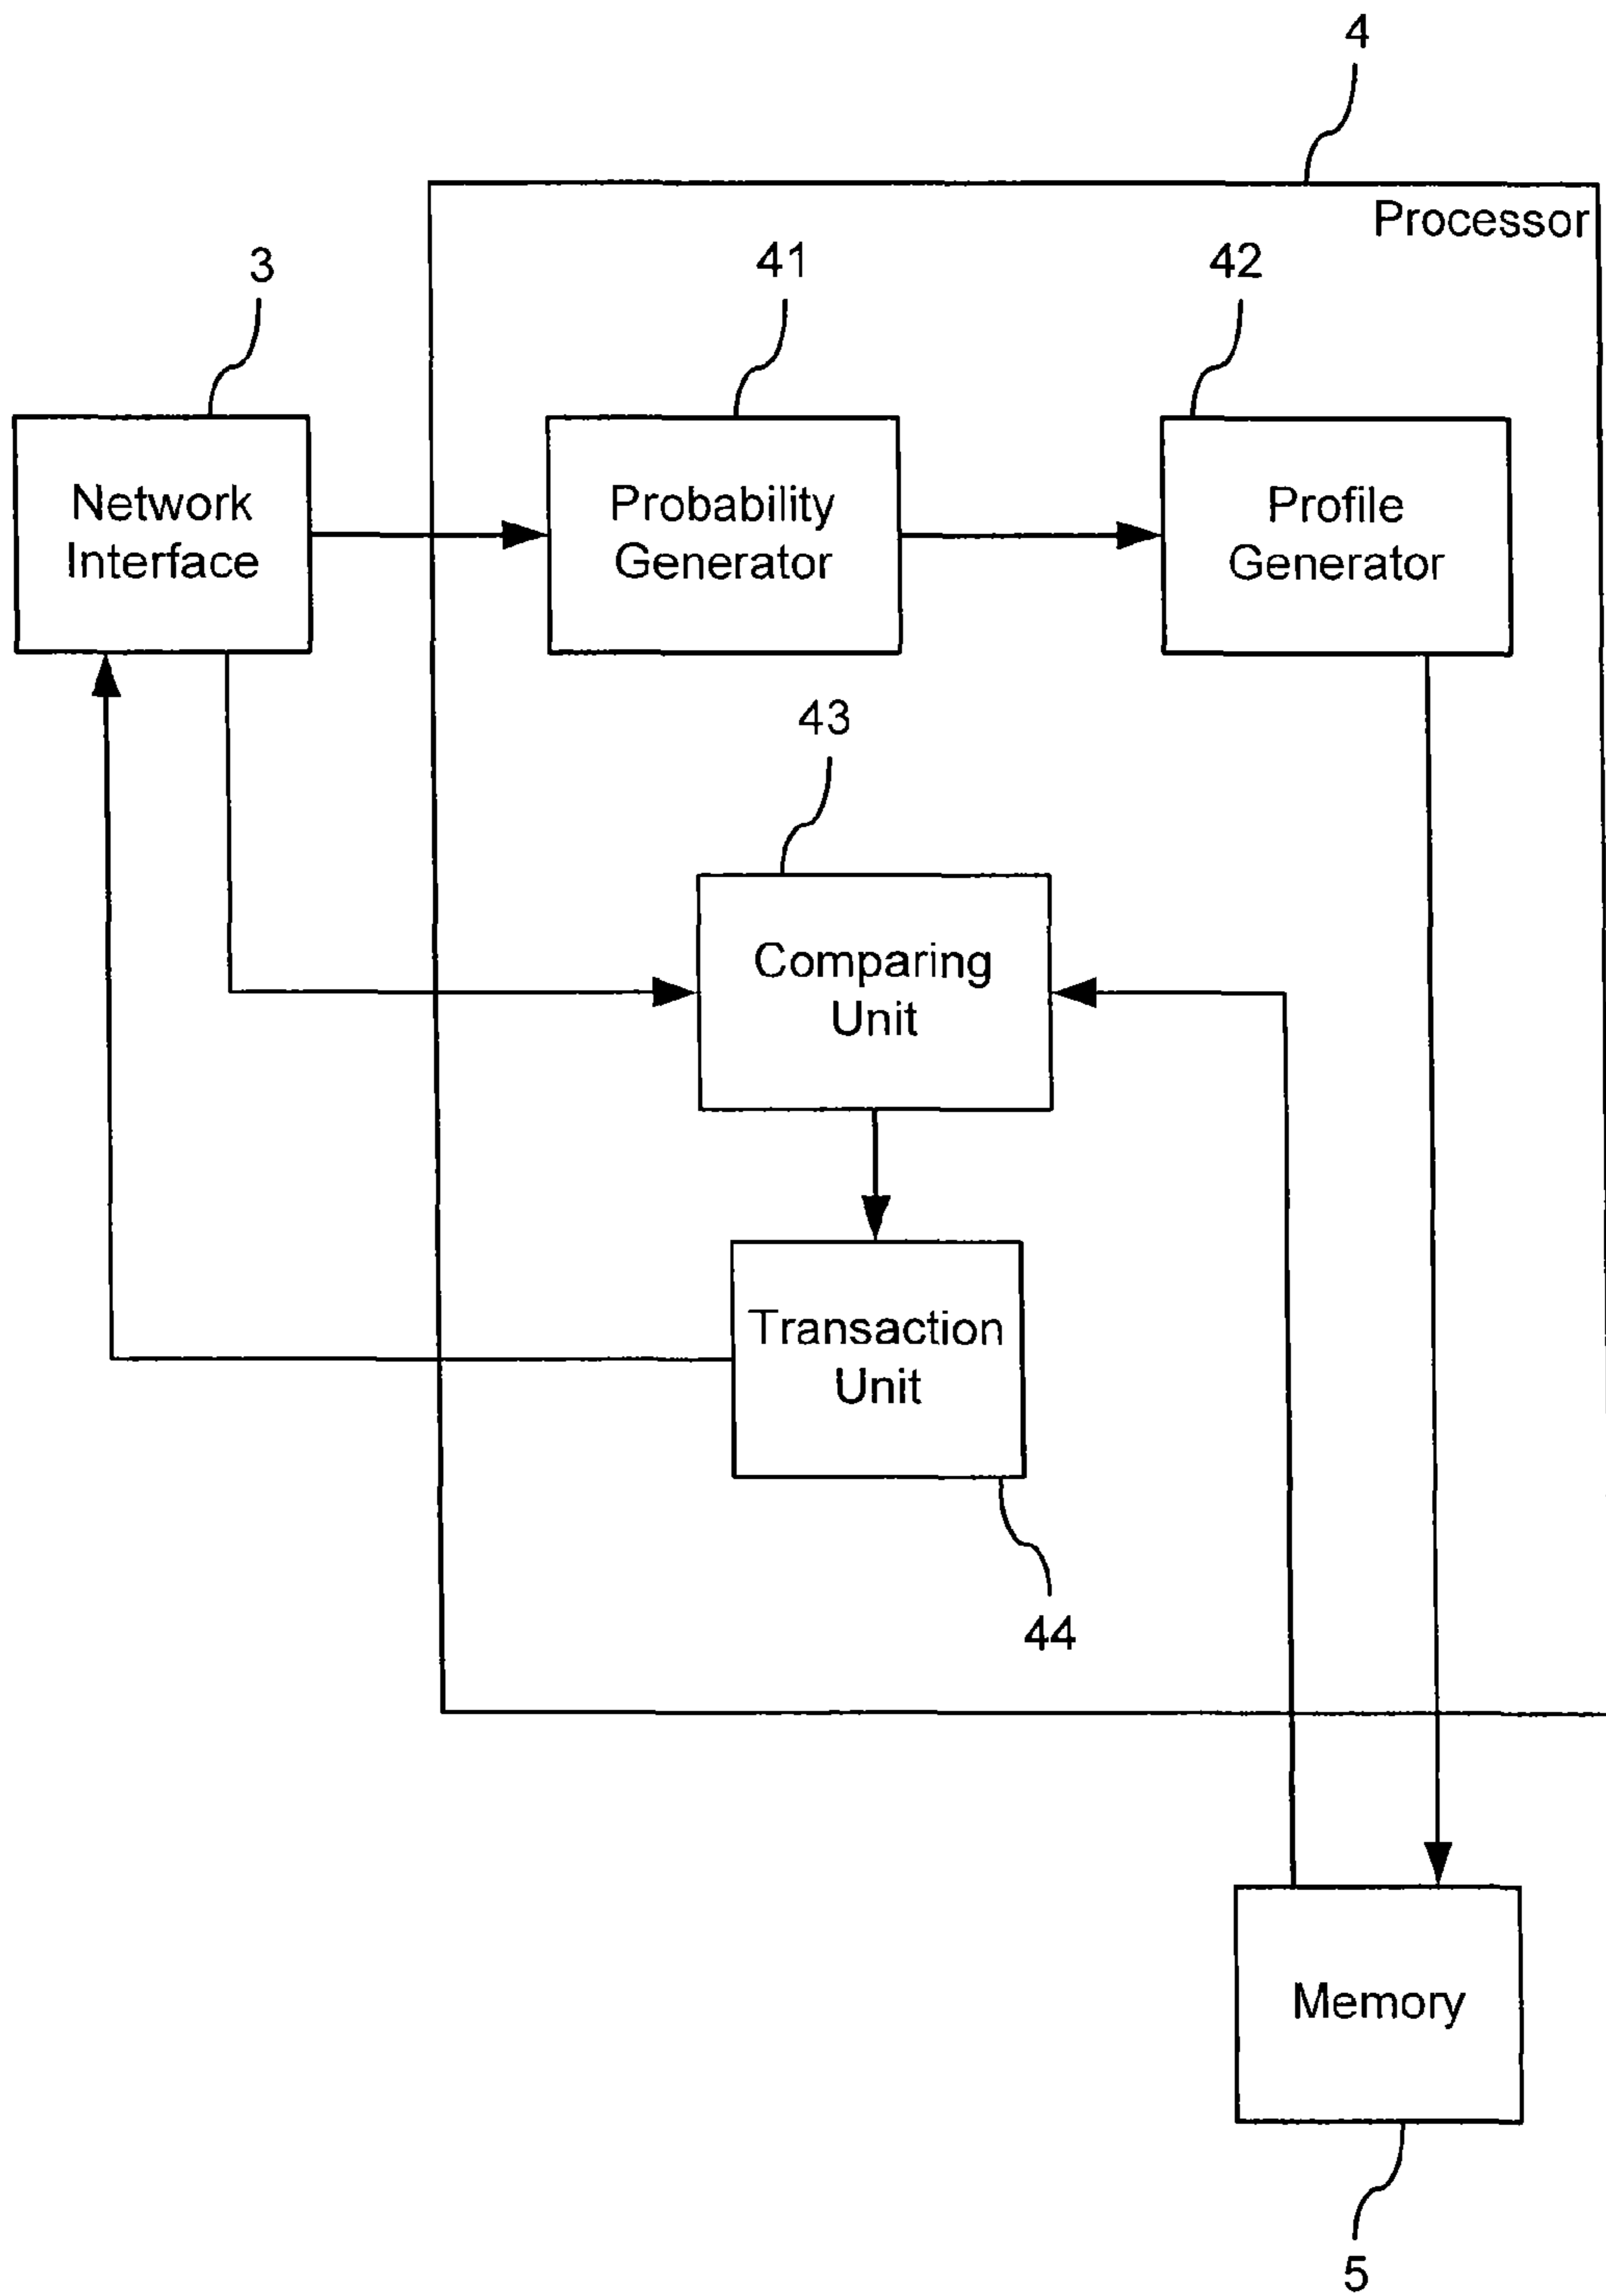 4
Processor
3
41
42
Network
Interface
Probability
Generator
Profile
Generator
43
Comparing
Unit
Transaction
Unit
44
Memory
5